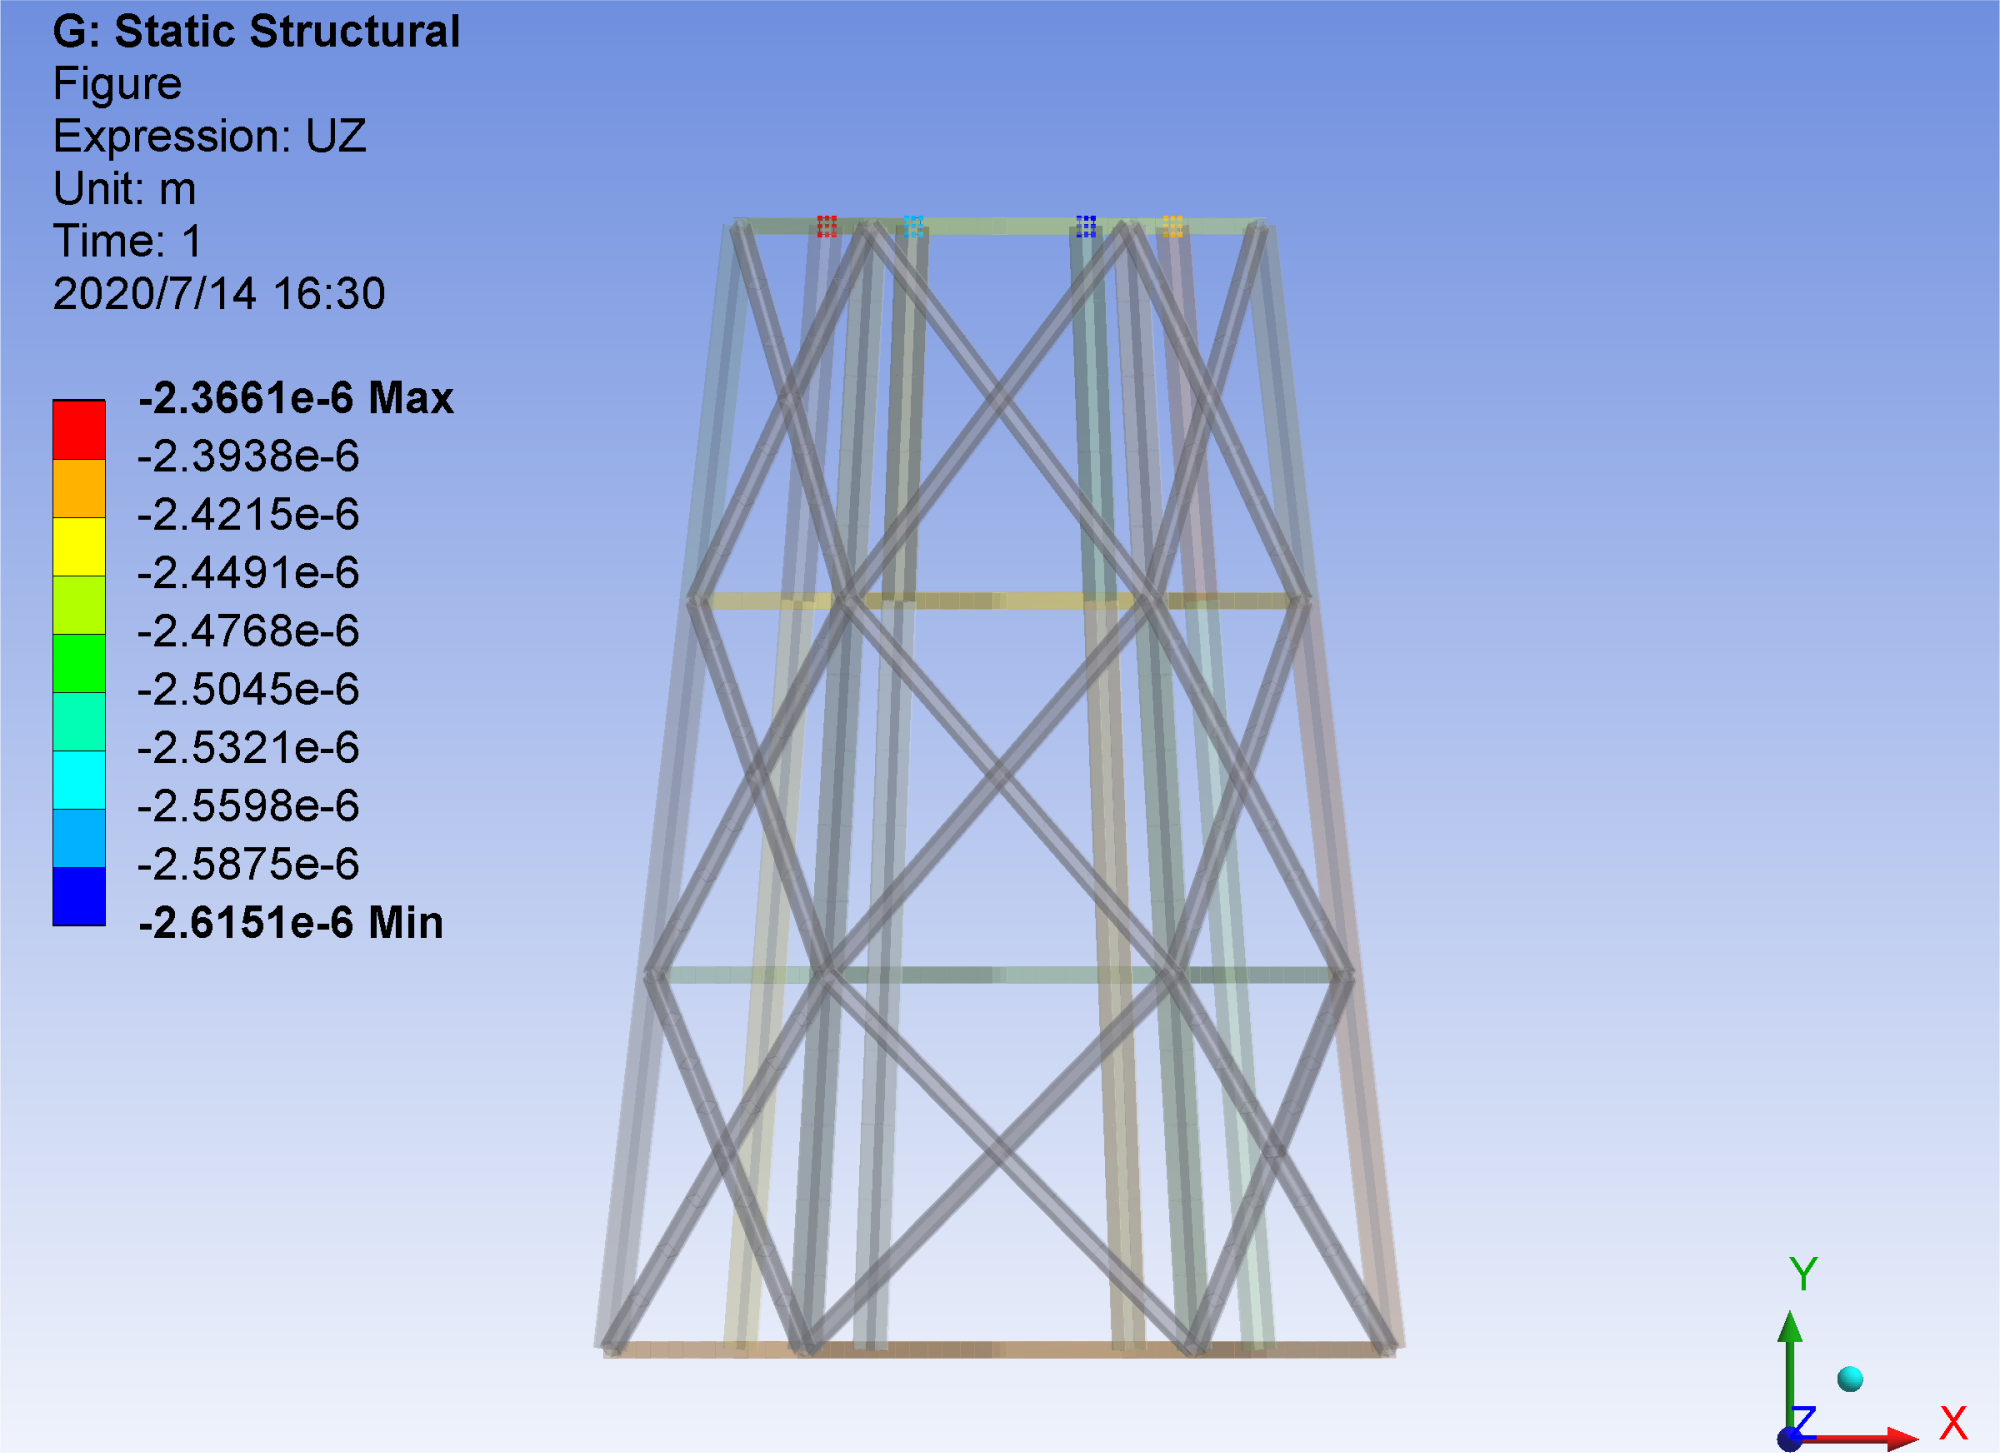 G: Static Structural
Figure
Expression: UZ
Unit: m
Time: 1
2020/7/14 16:30
-2.3661e-6 Max
-2.3938e-6
-2.4215e-6
-2.4491e-6
-2.4768e-6
-2.5045e-6
-2.5321e-6
-2.5598e-6
-2.5875e-6
-2.6151e-6 Min
Y
Z
X